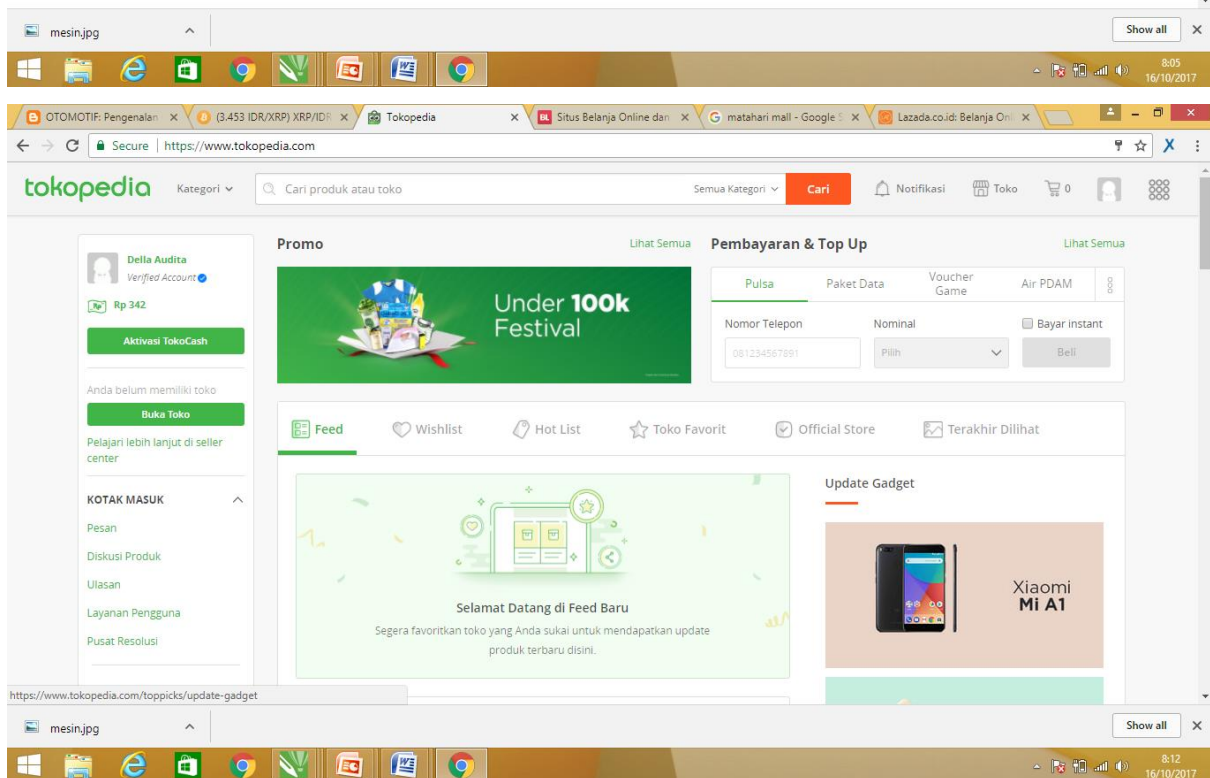 mesin.jpg
Show all
8:05
16/10/2017
OTOMOTIF: Pengenalan
(3.453 IDR/XRP) XRP/IDR
Tokopedia
Situs Belanja Online dan
matahari mall - Google S
Lazada.co.id: Belanja Onl
Secure | https://www.tokopedia.com
tokopedia
Kategori
Cari produk atau toko
Semua Kategori
Cari
Notifikasi
Toko
0
Della Audita
Verified Account
Rp 342
Aktivasi TokoCash
Anda belum memiliki toko
Buka Toko
Pelajari lebih lanjut di seller
center
KOTAK MASUK
Pesan
Diskusi Produk
Ulasan
Layanan Pengguna
Pusat Resolusi
Promo
Lihat Semua
Under 100k
Festival
Pembayaran & Top Up
Lihat Semua
Pulsa
Paket Data
Voucher
Game
Air PDAM
Nomor Telepon
Nominal
Bayar instant
081234567891
Pilih
Beli
Feed
Wishlist
Hot List
Toko Favorit
Official Store
Terakhir Dilihat
Selamat Datang di Feed Baru
Segera favoritkan toko yang Anda sukai untuk mendapatkan update
produk terbaru disini.
Update Gadget
Xiaomi
Mi A1
https://www.tokopedia.com/toppicks/update-gadget
mesin.jpg
Show all
8:12
16/10/2017